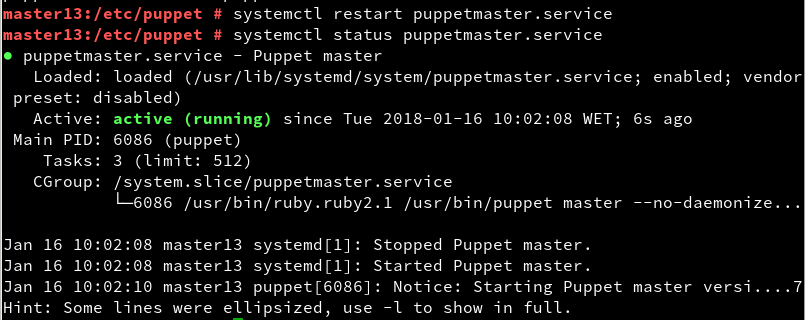 master13:/etc/puppet # systemctl restart puppetmaster.service
master13:/etc/puppet # systemctl status puppetmaster.service
● puppetmaster.service - Puppet master
   Loaded: loaded (/usr/lib/systemd/system/puppetmaster.service; enabled; vendor
 preset: disabled)
   Active: active (running) since Tue 2018-01-16 10:02:08 WET; 6s ago
 Main PID: 6086 (puppet)
    Tasks: 3 (limit: 512)
   CGroup: /system.slice/puppetmaster.service
           └─6086 /usr/bin/ruby.ruby2.1 /usr/bin/puppet master --no-daemonize...

Jan 16 10:02:08 master13 systemd[1]: Stopped Puppet master.
Jan 16 10:02:08 master13 systemd[1]: Started Puppet master.
Jan 16 10:02:10 master13 puppet[6086]: Notice: Starting Puppet master versi....7
Hint: Some lines were ellipsized, use -l to show in full.